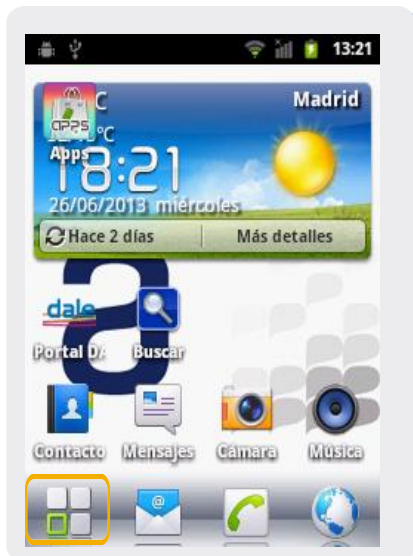 13:21
C
Madrid
apps
°C
Apps
18:21
26/06/2013 miércoles
Hace 2 días
Más detalles
a
dale
Portal DA
Buscar
Contacto
Mensajes
Cámara
Música
@